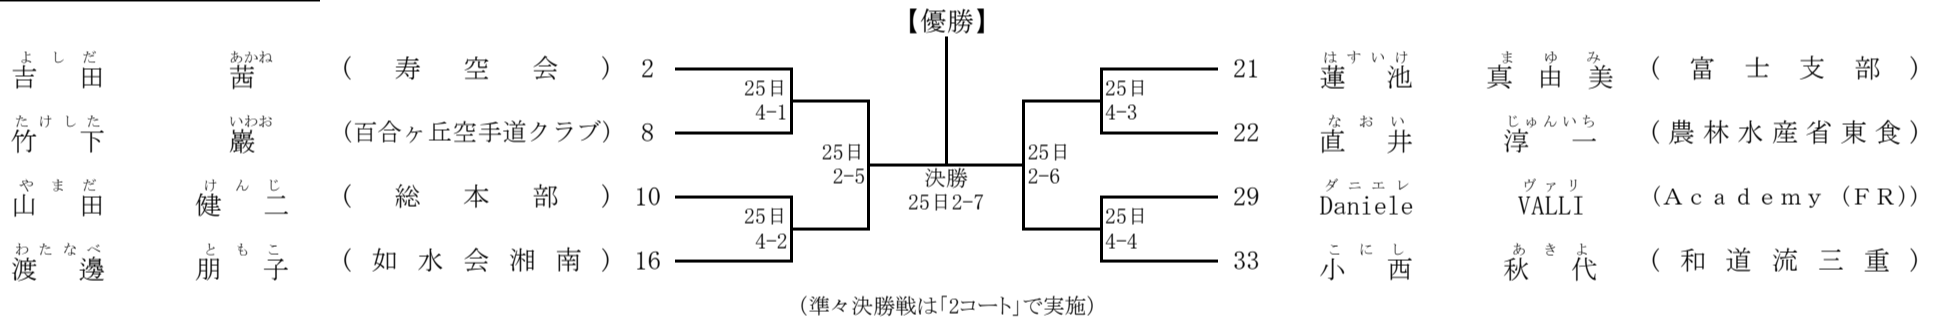 【優勝】
よしだ あかね
吉田 茜 (寿空会) 2
25日
4-1
たけした いわお
竹下 巖 (百合ヶ丘空手道クラブ) 8
25日
2-5
やまだ けんじ
山田 健二 (総本部) 10
25日
4-2
わたなべ ともこ
渡邊 朋子 (如水会湘南) 16
決勝
25日2-7
21 はすいけ まゆみ
蓮池 真由美 (富士支部)
25日
4-3
22 なおい じゅんいち
直井 淳一 (農林水産省東食)
25日
2-6
29 ダニエレ ヴァリ
Daniele VALLI (Academy (FR))
25日
4-4
33 こにし あきよ
小西 秋代 (和道流三重)
(準々決勝戦は「2コート」で実施)